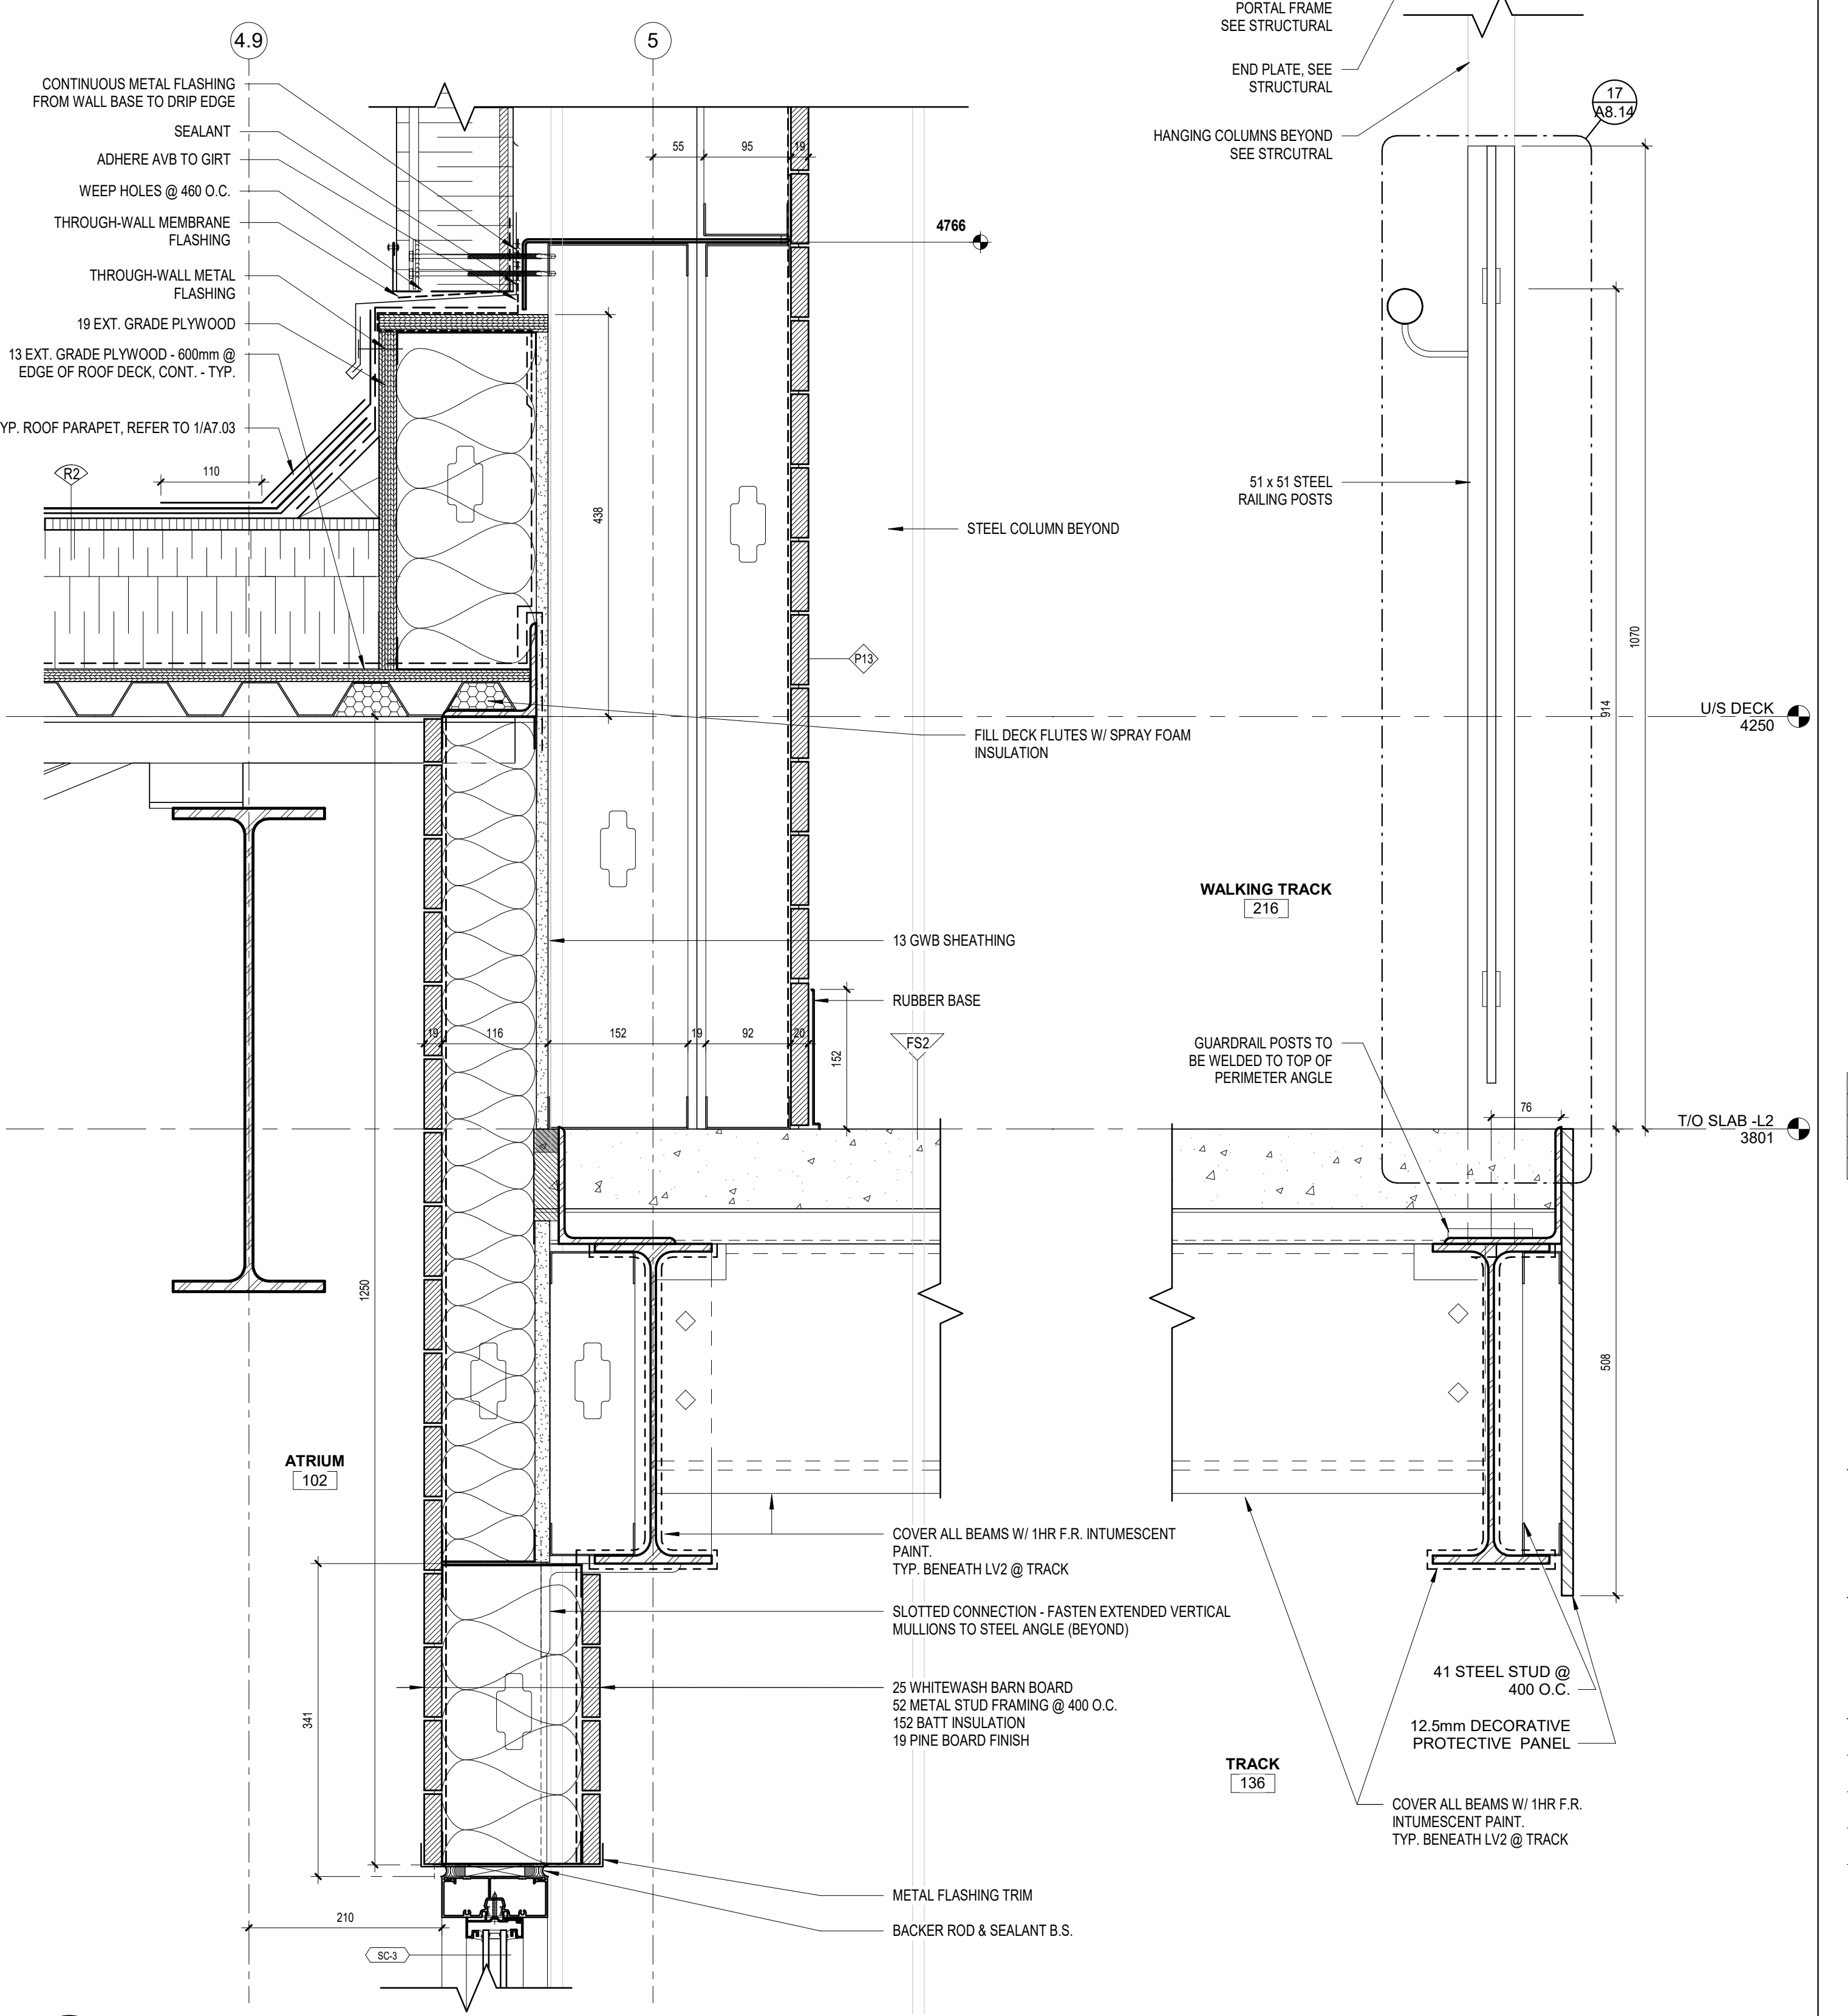 4.9
5
CONTINUOUS METAL FLASHING
FROM WALL BASE TO DRIP EDGE
SEALANT
ADHERE AVB TO GIRT
WEEP HOLES @ 460 O.C.
THROUGH-WALL MEMBRANE
FLASHING
THROUGH-WALL METAL
FLASHING
19 EXT. GRADE PLYWOOD
13 EXT. GRADE PLYWOOD - 600mm @
EDGE OF ROOF DECK, CONT. - TYP.
YP. ROOF PARAPET, REFER TO 1/A7.03
R2
110
55
95
19
4766
438
STEEL COLUMN BEYOND
P13
FILL DECK FLUTES W/ SPRAY FOAM
INSULATION
13 GWB SHEATHING
RUBBER BASE
19
116
152
19
92
20
152
FS2
1250
ATRIUM
102
341
210
SC-3
COVER ALL BEAMS W/ 1HR F.R. INTUMESCENT
PAINT.
TYP. BENEATH LV2 @ TRACK
SLOTTED CONNECTION - FASTEN EXTENDED VERTICAL
MULLIONS TO STEEL ANGLE (BEYOND)
25 WHITEWASH BARN BOARD
52 METAL STUD FRAMING @ 400 O.C.
152 BATT INSULATION
19 PINE BOARD FINISH
METAL FLASHING TRIM
BACKER ROD & SEALANT B.S.
PORTAL FRAME
SEE STRUCTURAL
END PLATE, SEE
STRUCTURAL
HANGING COLUMNS BEYOND
SEE STRCUTRAL
17
A8.14
51 x 51 STEEL
RAILING POSTS
1070
914
U/S DECK
4250
WALKING TRACK
216
GUARDRAIL POSTS TO
BE WELDED TO TOP OF
PERIMETER ANGLE
76
T/O SLAB -L2
3801
508
41 STEEL STUD @
400 O.C.
12.5mm DECORATIVE
PROTECTIVE PANEL
TRACK
136
COVER ALL BEAMS W/ 1HR F.R.
INTUMESCENT PAINT.
TYP. BENEATH LV2 @ TRACK